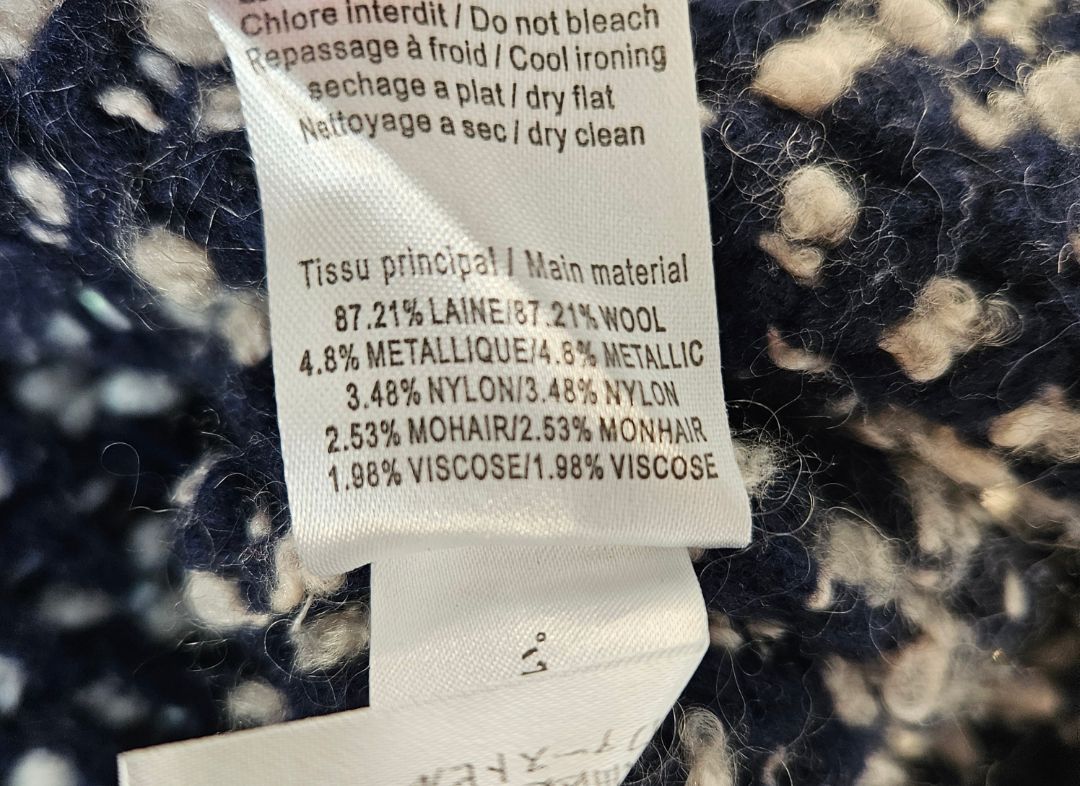 Chlore interdit / Do not bleach
Repassage à froid / Cool ironing
sechage a plat / dry flat
Nettoyage a sec / dry clean
Tissu principal / Main material
87.21% LAINE/87.21% WOOL
4.8% METALLIQUE/4.8% METALLIC
3.48% NYLON/3.48% NYLON
2.53% MOHAIR/2.53% MONHAIR
1.98% VISCOSE/1.98% VISCOSE